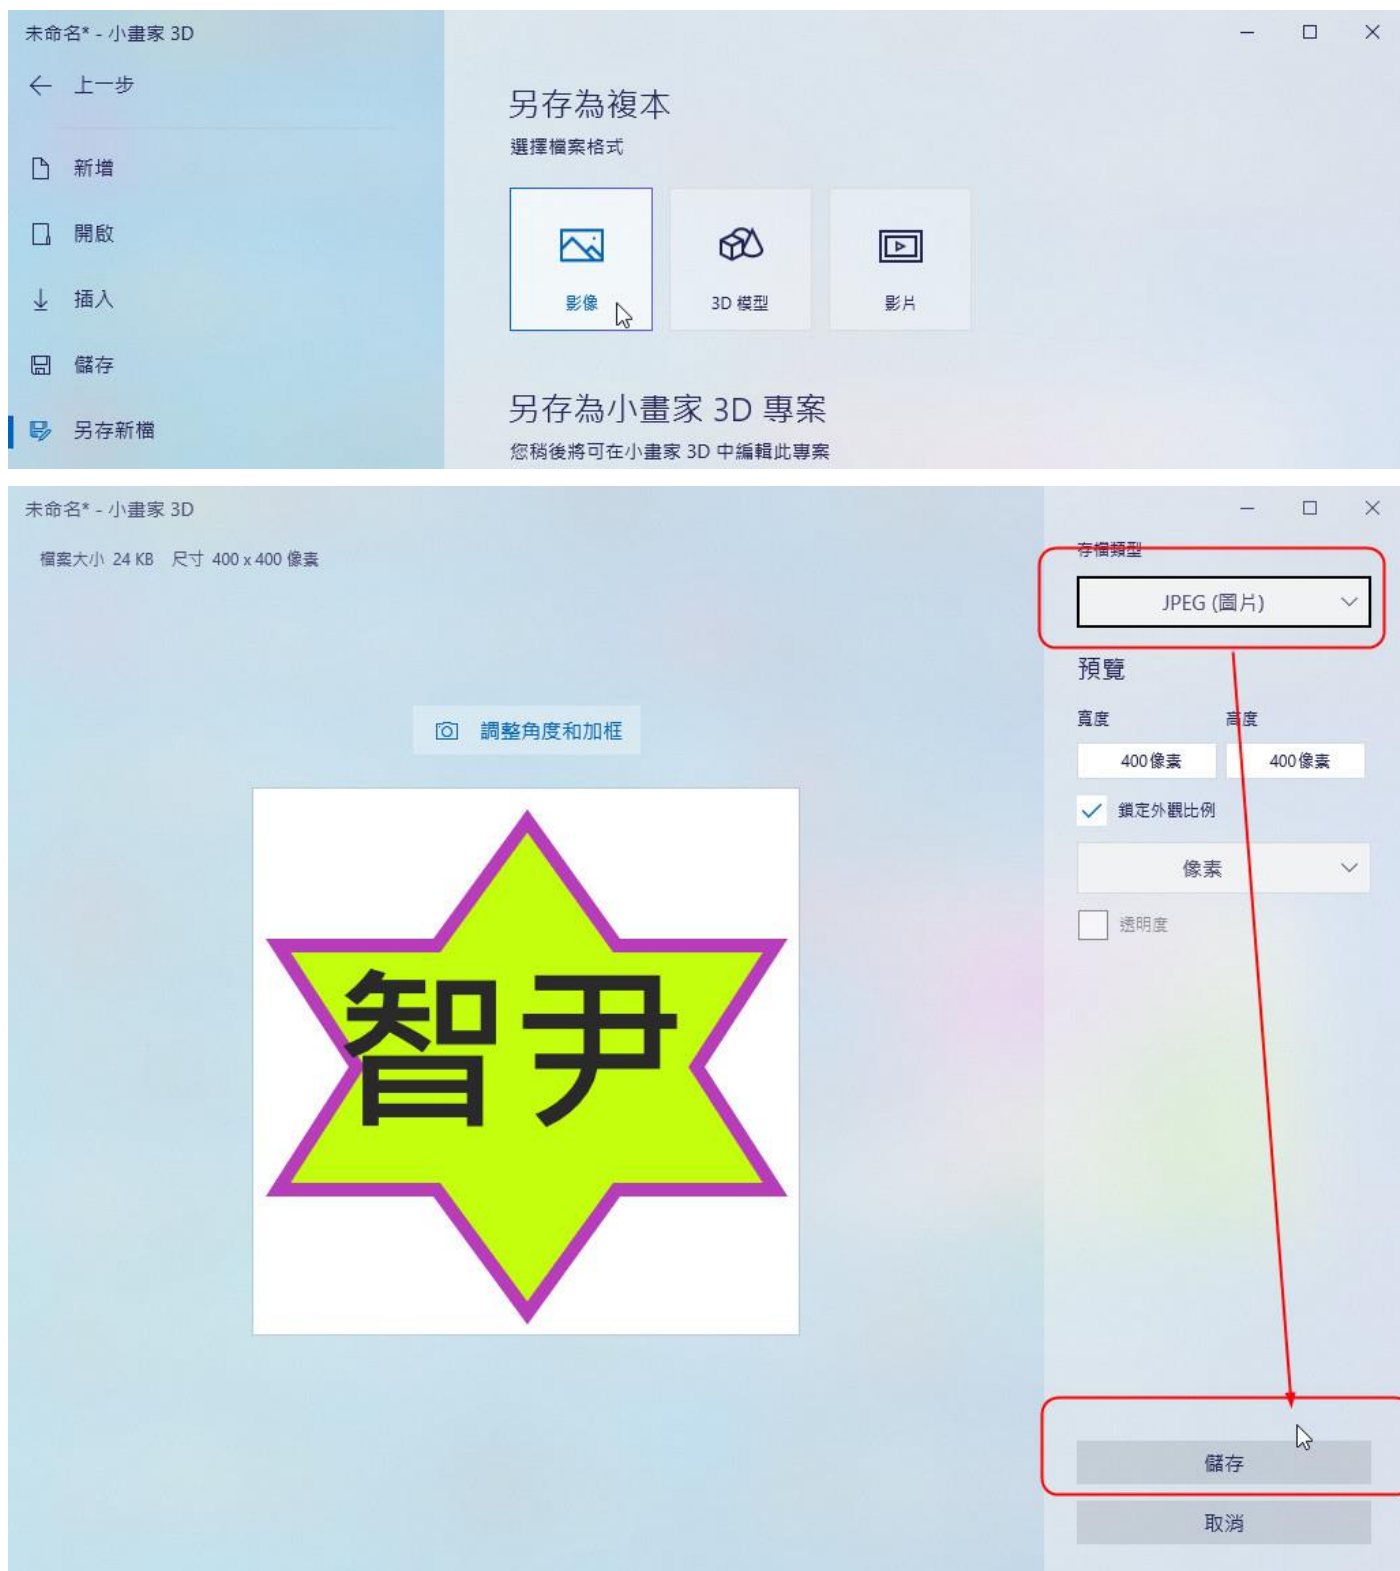 未命名* - 小畫家 3D
上一步
新增
開啟
插入
儲存
另存新檔
另存為複本
選擇檔案格式
影像
3D 模型
影片
另存為小畫家 3D 專案
您稍後將可在小畫家 3D 中編輯此專案
未命名* - 小畫家 3D
檔案大小 24 KB 尺寸 400 x 400 像素
調整角度和加框
智尹
存檔類型
JPEG (圖片)
預覽
寬度 高度
400像素 400像素
鎖定外觀比例
像素
透明度
儲存
取消